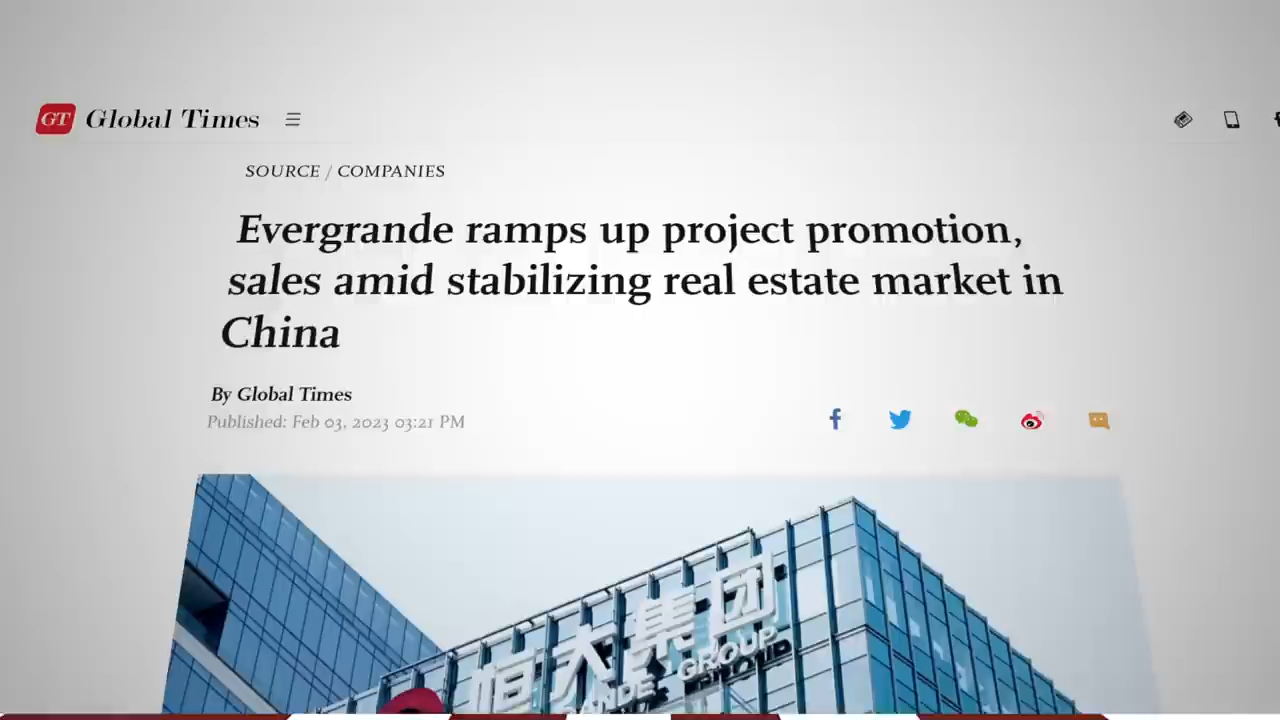 GT Global Times
SOURCE / COMPANIES
Evergrande ramps up project promotion,
sales amid stabilizing real estate market in
China
By Global Times
Published: Feb 03, 2023 03:21 PM
恒大集团
GROUP